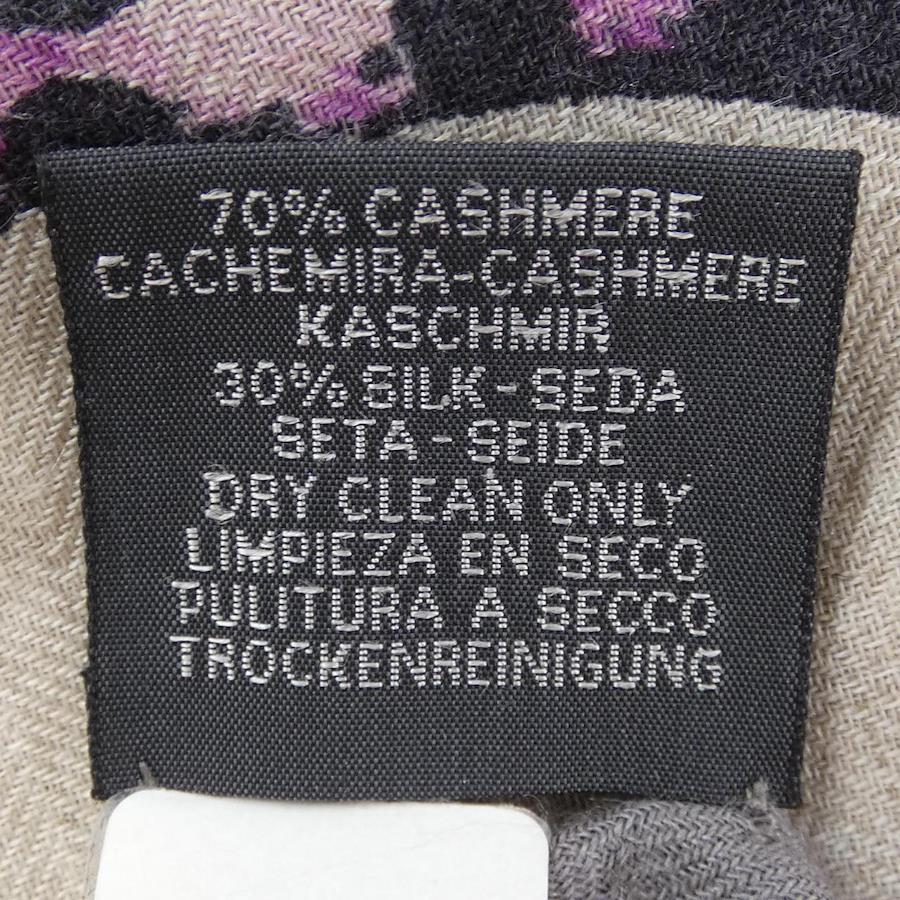 70% CASHMERE
CACHEMIRA-CASHMERE
KASCHMIR
30% SILK-SEDA
SETA-SEIDE
DRY CLEAN ONLY
LIMPIEZA EN SECO
PULITURA A SECCO
TROCKENREINIGUNG